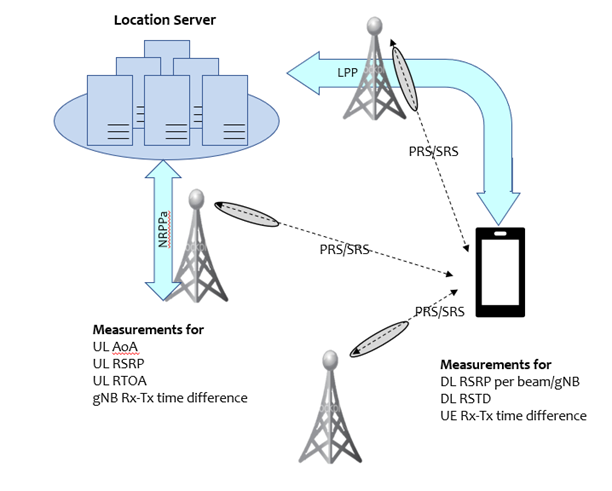 Location Server
LPP
PRS/SRS
NRPPa
PRS/SRS
PRS/SRS
Measurements for
UL AoA
UL RSRP
UL RTOA
gNB Rx-Tx time difference
Measurements for
DL RSRP per beam/gNB
DL RSTD
UE Rx-Tx time difference